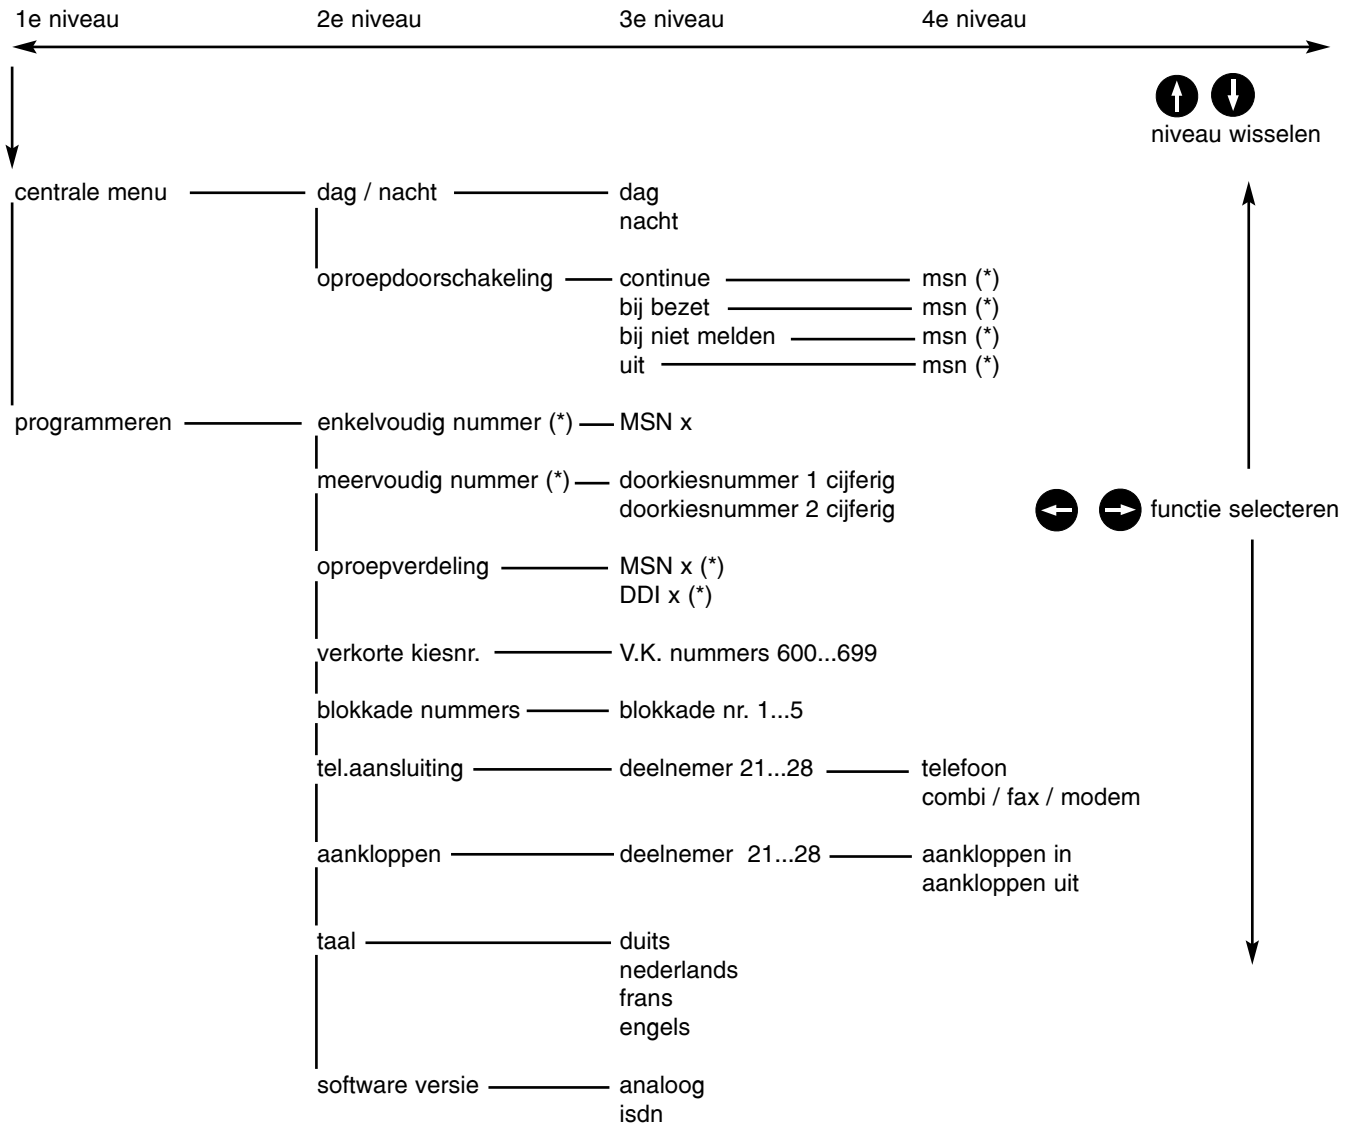 1e niveau 2e niveau 3e niveau 4e niveau
niveau wisselen
centrale menu dag / nacht dag
nacht
oproepdoorschakeling continue msn (*)
bij bezet msn (*)
bij niet melden msn (*)
uit msn (*)
programmeren enkelvoudig nummer (*) MSN x
meervoudig nummer (*) doorkiesnummer 1 cijferig
doorkiesnummer 2 cijferig
functie selecteren
oproepverdeling MSN x (*)
DDI x (*)
verkorte kiesnr. V.K. nummers 600...699
blokkade nummers blokkade nr. 1...5
tel.aansluiting deelnemer 21...28 telefoon
combi / fax / modem
aankloppen deelnemer 21...28 aankloppen in
aankloppen uit
taal duits
nederlands
frans
engels
software versie analoog
isdn